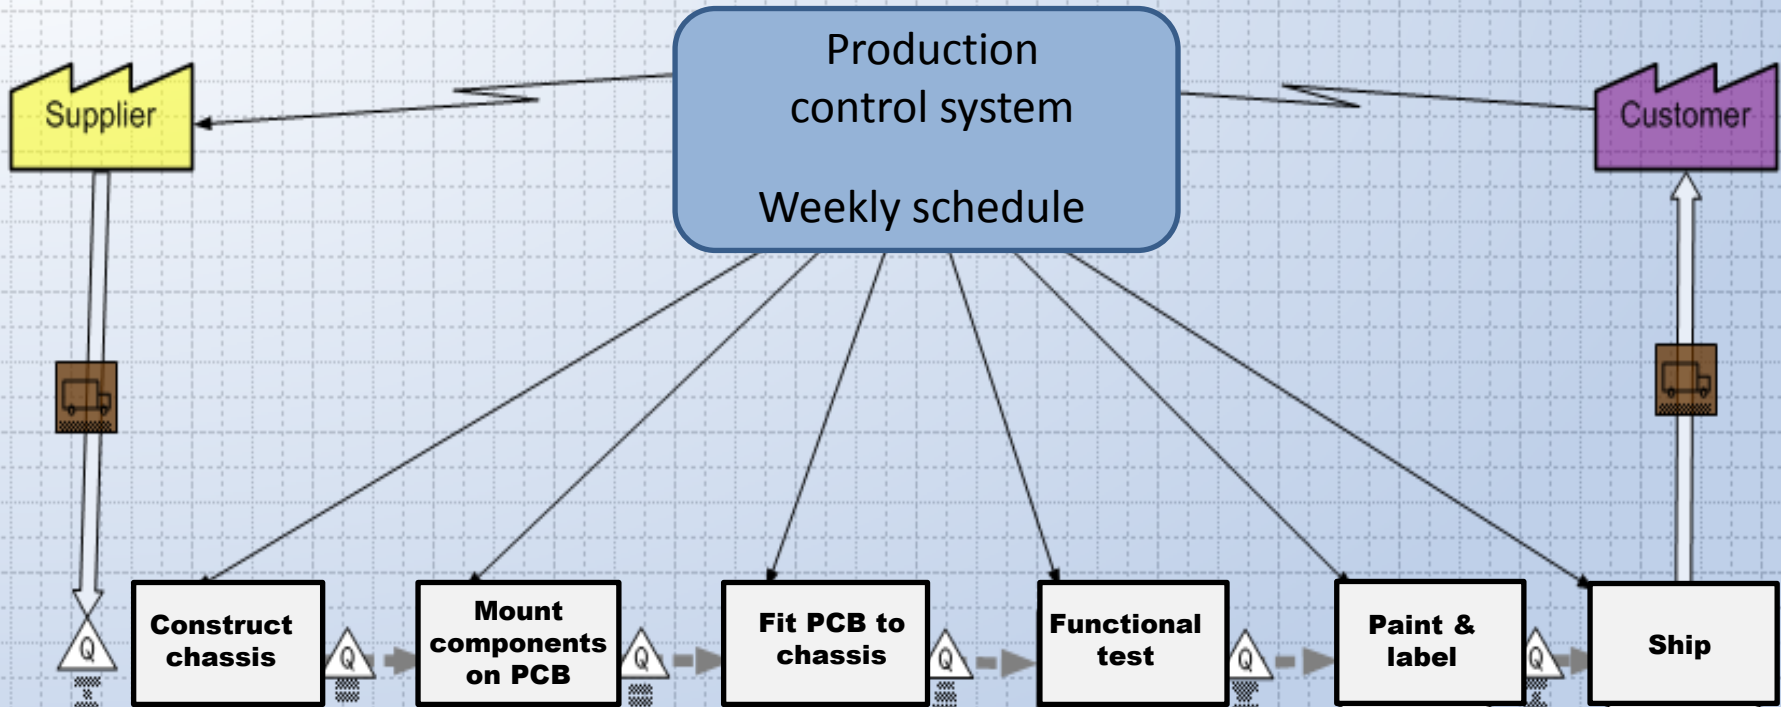 Production
control system
Weekly schedule
Supplier
Customer
Construct
chassis
Mount
components
on PCB
Fit PCB to
chassis
Functional
test
Paint &
label
Ship
Q
Q
Q
Q
Q
Q